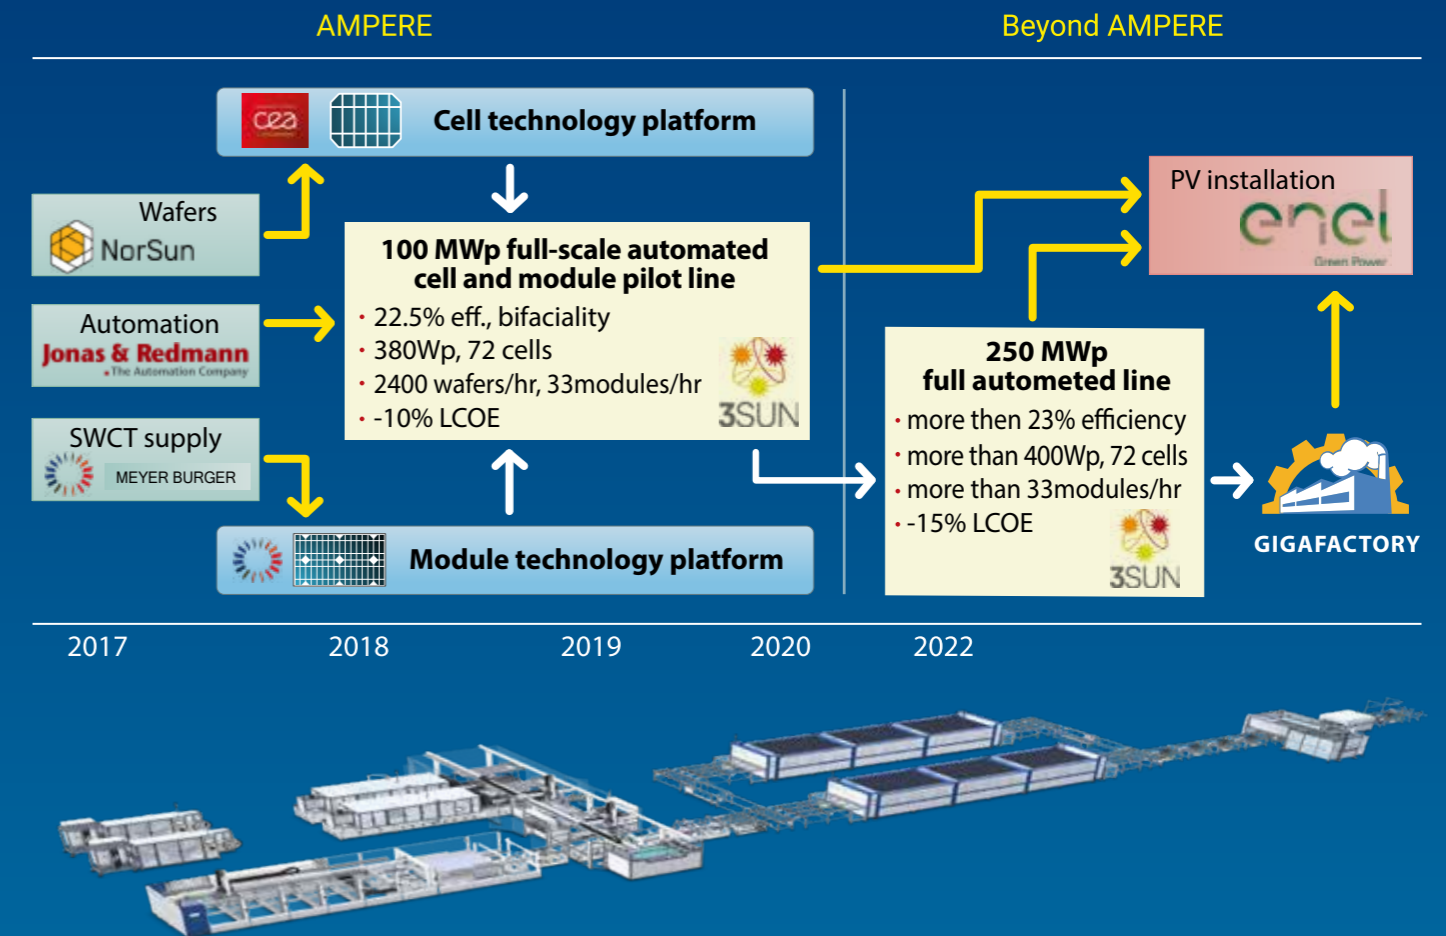 AMPERE
Beyond AMPERE
cea
Cell technology platform
Wafers
NorSun
Automation
Jonas & Redmann
The Automation Company
SWCT supply
MEYER BURGER
100 MWp full-scale automated
cell and module pilot line
• 22.5% eff., bifaciality
• 380Wp, 72 cells
• 2400 wafers/hr, 33modules/hr
• -10% LCOE
3SUN
Module technology platform
PV installation
enel
Green Power
250 MWp
full autometed line
• more then 23% efficiency
• more than 400Wp, 72 cells
• more than 33modules/hr
• -15% LCOE
3SUN
GIGAFACTORY
2017
2018
2019
2020
2022